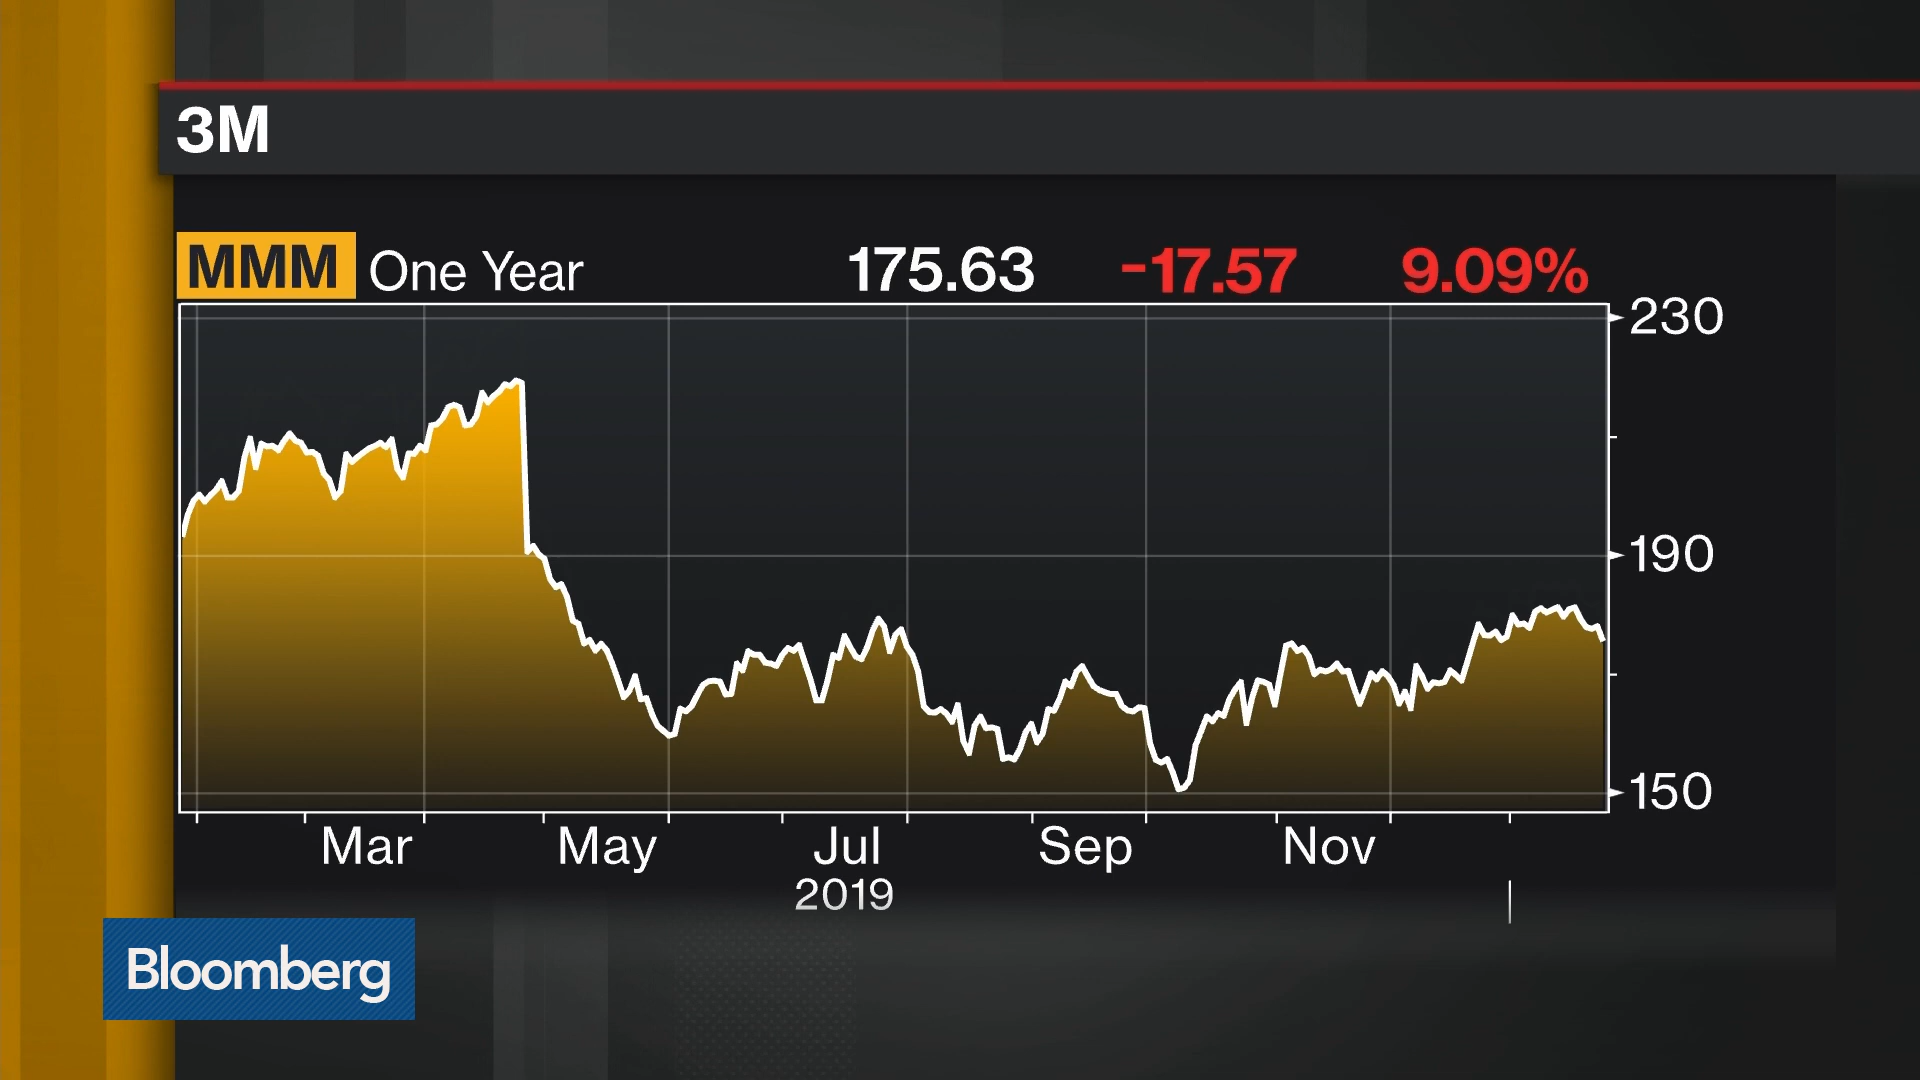 3M
MMM One Year 175.63 -17.57 9.09%
230
190
150
Mar May Jul Sep Nov
2019
Bloomberg